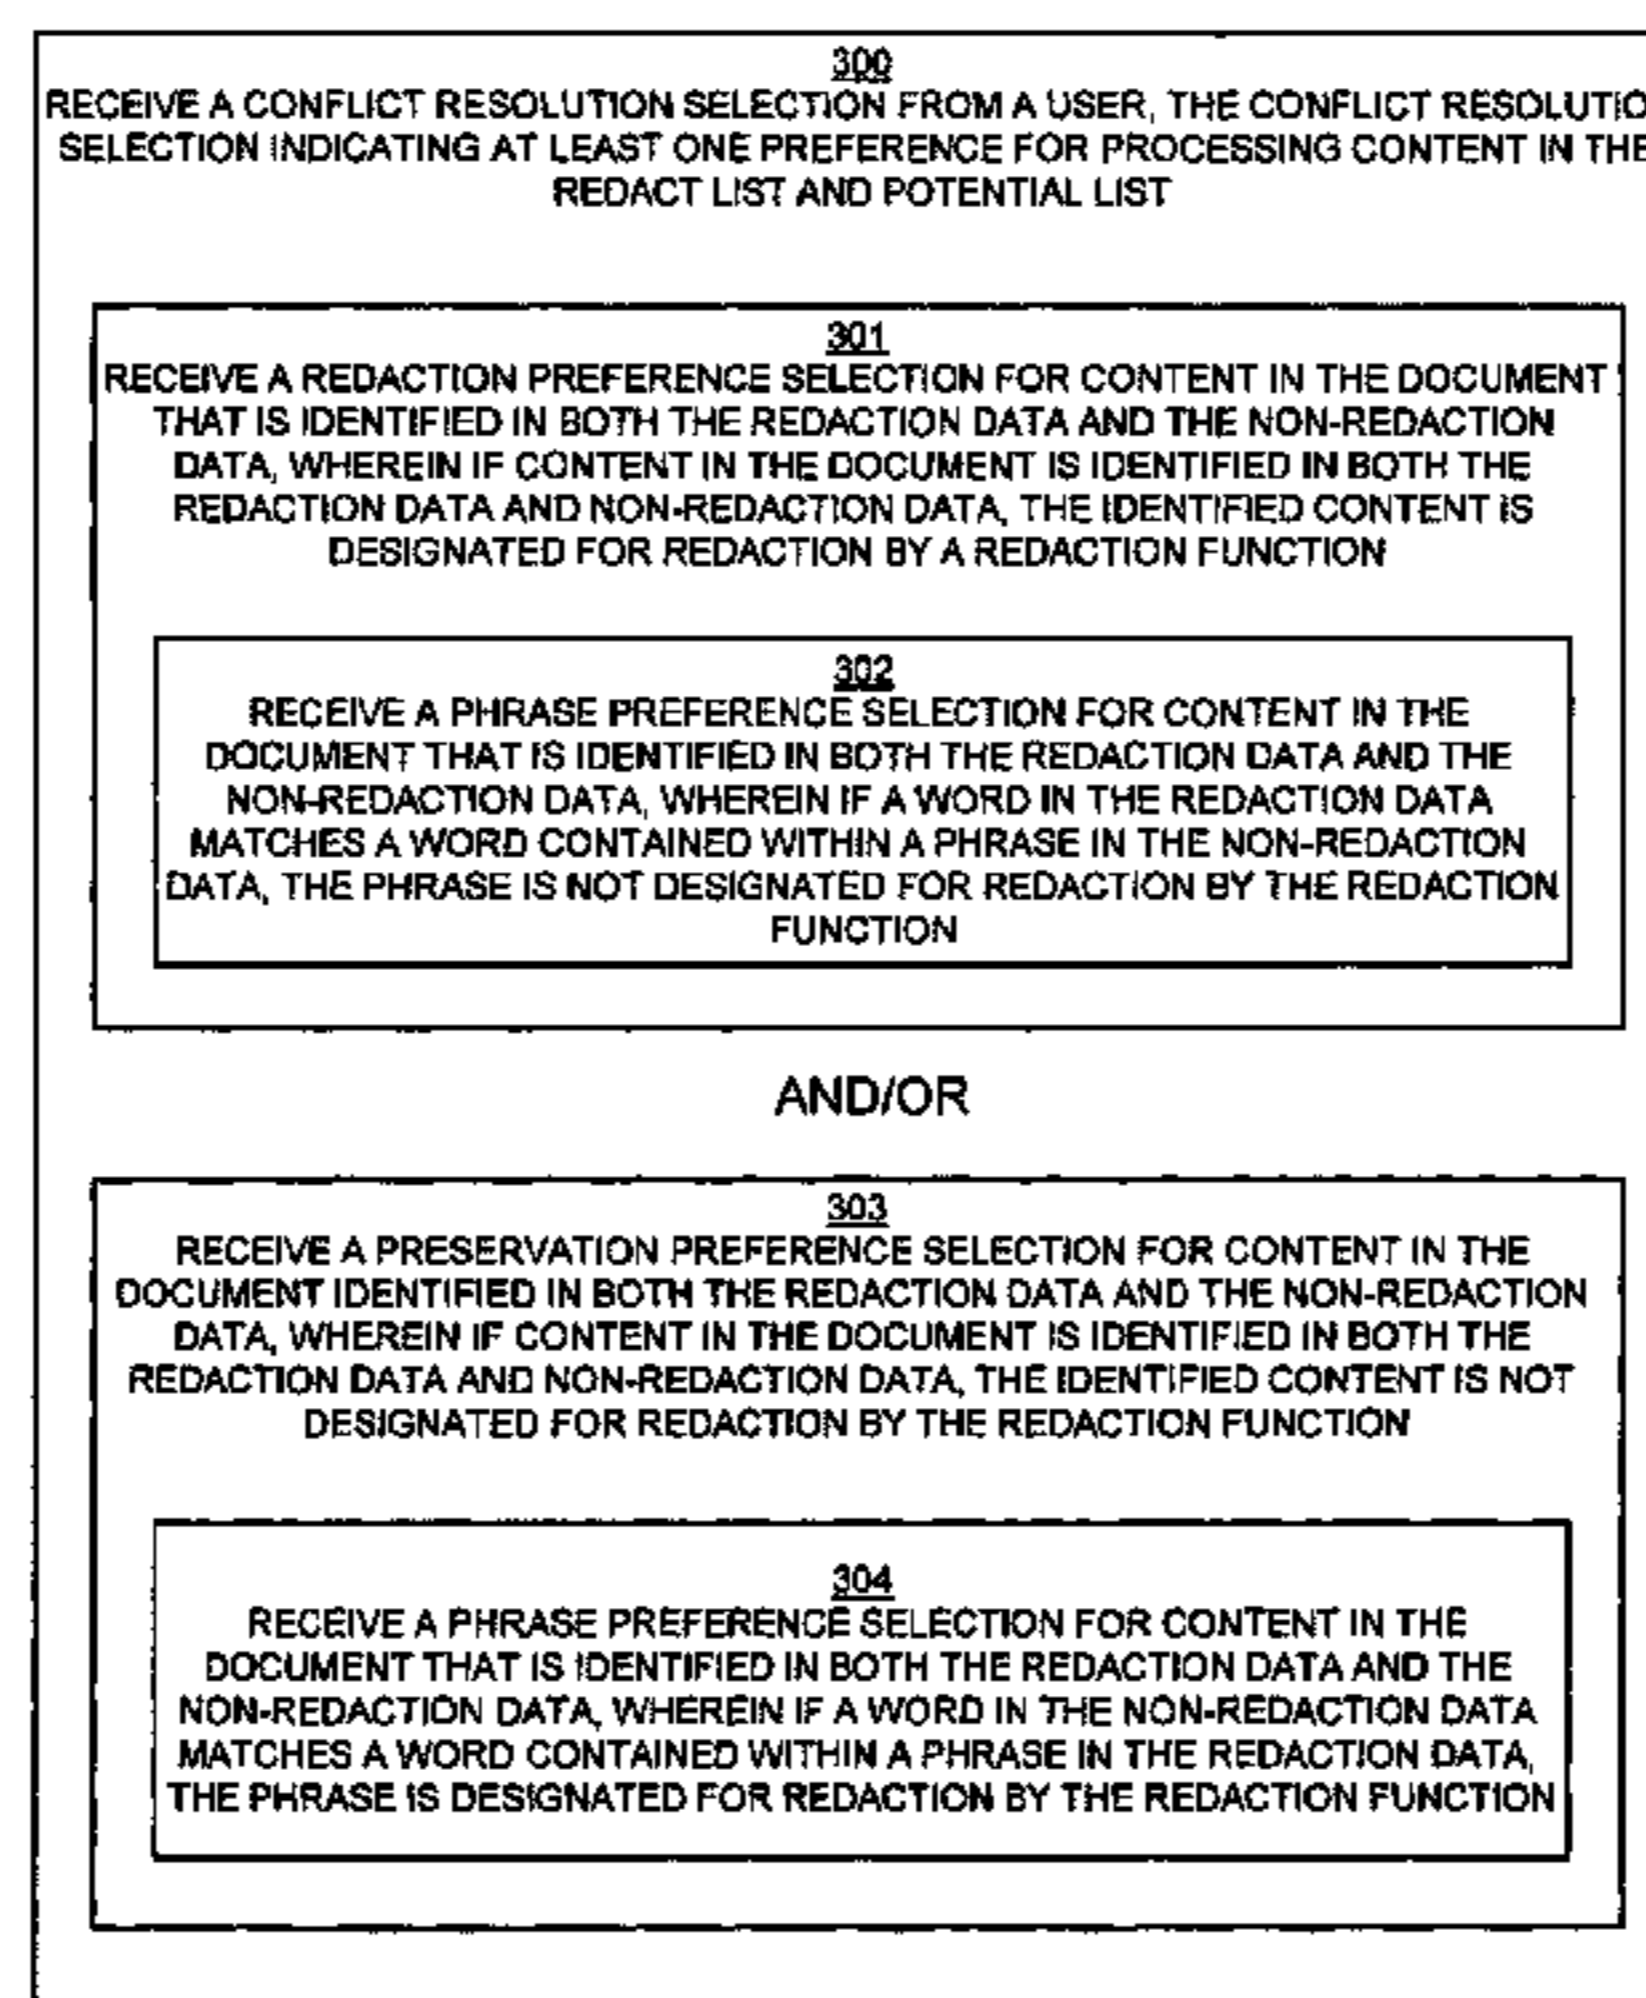 300
RECEIVE A CONFLICT RESOLUTION SELECTION FROM A USER, THE CONFLICT RESOLUTIO
SELECTION INDICATING AT LEAST ONE PREFERENCE FOR PROCESSING CONTENT IN THE
REDACT LIST AND POTENTIAL LIST
301
RECEIVE A REDACTION PREFERENCE SELECTION FOR CONTENT IN THE DOCUMENT
THAT IS IDENTIFIED IN BOTH THE REDACTION DATA AND THE NON-REDACTION
DATA, WHEREIN IF CONTENT IN THE DOCUMENT IS IDENTIFIED IN BOTH THE
REDACTION DATA AND NON-REDACTION DATA, THE IDENTIFIED CONTENT IS
DESIGNATED FOR REDACTION BY A REDACTION FUNCTION
302
RECEIVE A PHRASE PREFERENCE SELECTION FOR CONTENT IN THE
DOCUMENT THAT IS IDENTIFIED IN BOTH THE REDACTION DATA AND THE
NON-REDACTION DATA, WHEREIN IF A WORD IN THE REDACTION DATA
MATCHES A WORD CONTAINED WITHIN A PHRASE IN THE NON-REDACTION
DATA, THE PHRASE IS NOT DESIGNATED FOR REDACTION BY THE REDACTION
FUNCTION
AND/OR
303
RECEIVE A PRESERVATION PREFERENCE SELECTION FOR CONTENT IN THE
DOCUMENT IDENTIFIED IN BOTH THE REDACTION DATA AND THE NON-REDACTION
DATA, WHEREIN IF CONTENT IN THE DOCUMENT IS IDENTIFIED IN BOTH THE
REDACTION DATA AND NON-REDACTION DATA, THE IDENTIFIED CONTENT IS NOT
DESIGNATED FOR REDACTION BY THE REDACTION FUNCTION
304
RECEIVE A PHRASE PREFERENCE SELECTION FOR CONTENT IN THE
DOCUMENT THAT IS IDENTIFIED IN BOTH THE REDACTION DATA AND THE
NON-REDACTION DATA, WHEREIN IF A WORD IN THE NON-REDACTION DATA
MATCHES A WORD CONTAINED WITHIN A PHRASE IN THE REDACTION DATA,
THE PHRASE IS DESIGNATED FOR REDACTION BY THE REDACTION FUNCTION